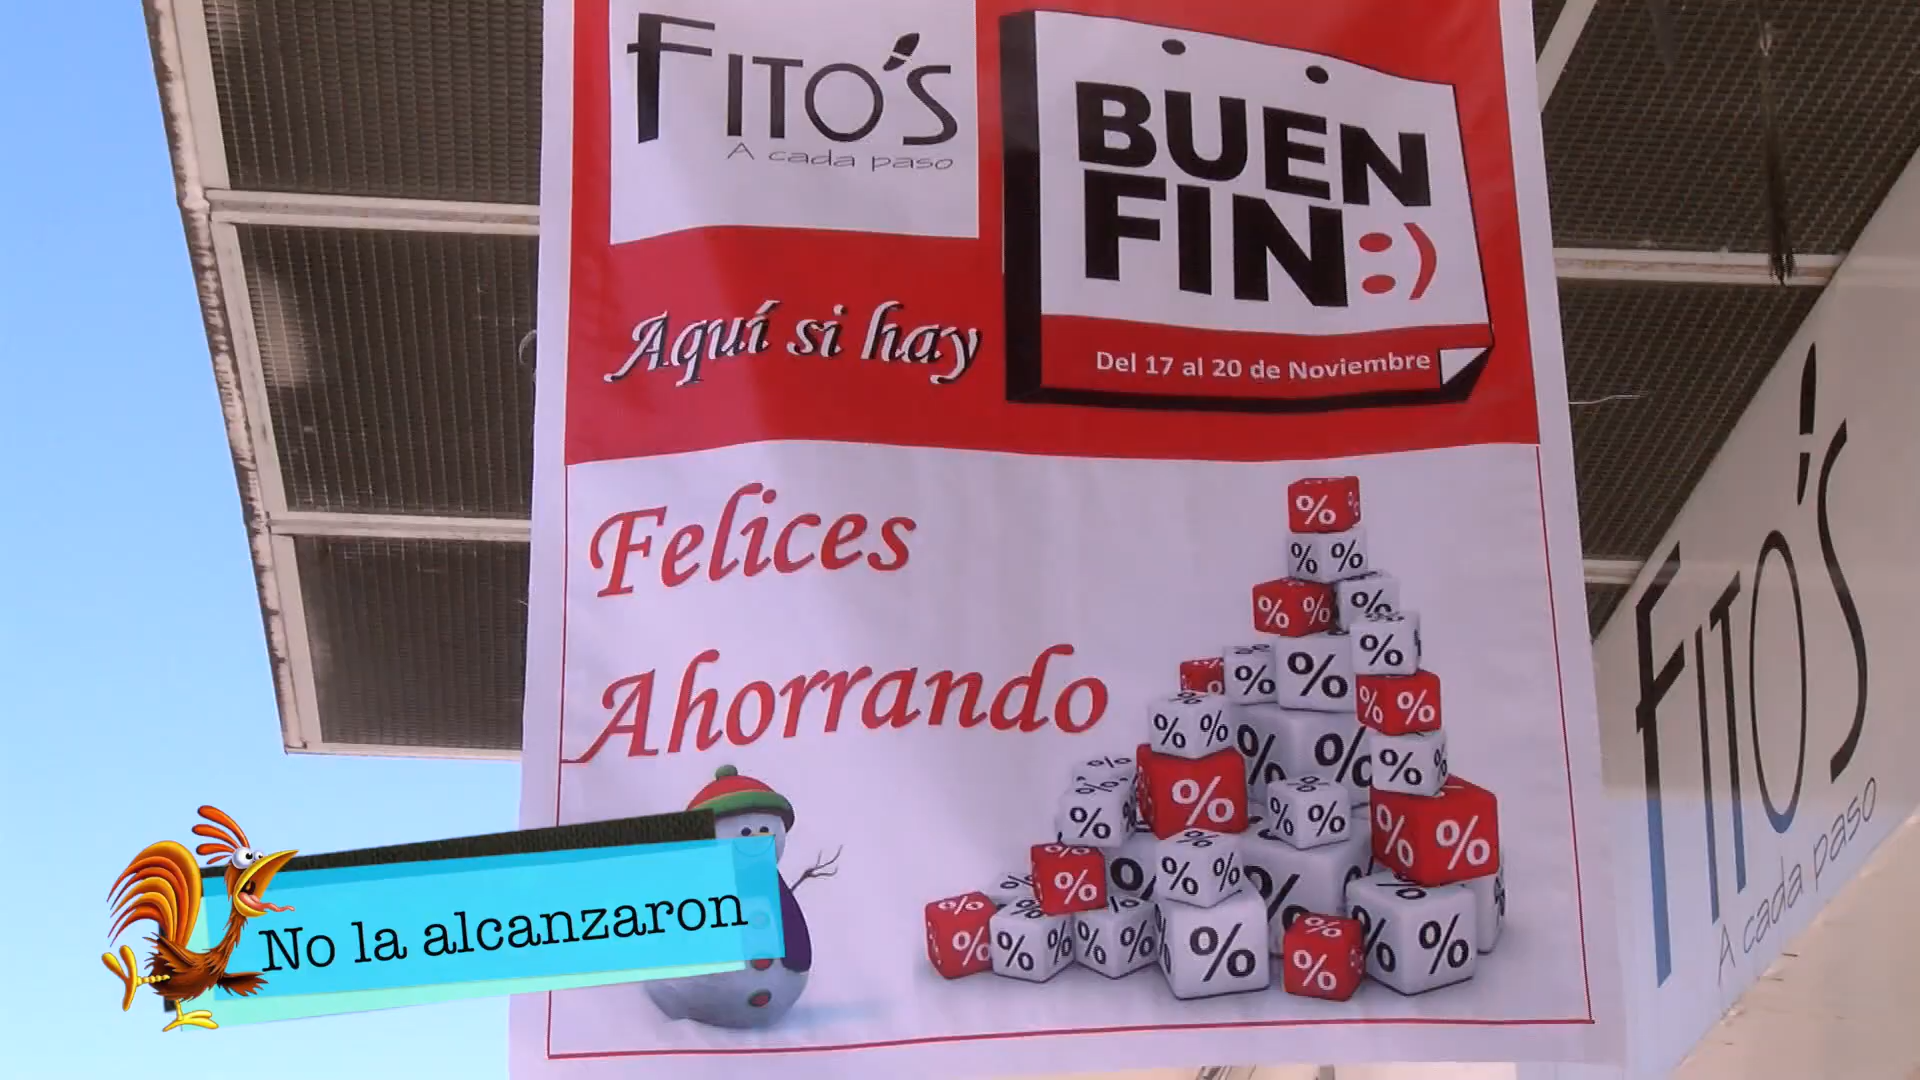 FITO'S
A cada paso
BUEN
FIN:)
Aquí si hay
Del 17 al 20 de Noviembre
Felices
Ahorrando
% % % % % % % % % % % % % % % % % % % % % % % % % % % % % % % % % % % % % %
No la alcanzaron
FITO'S
A cada paso